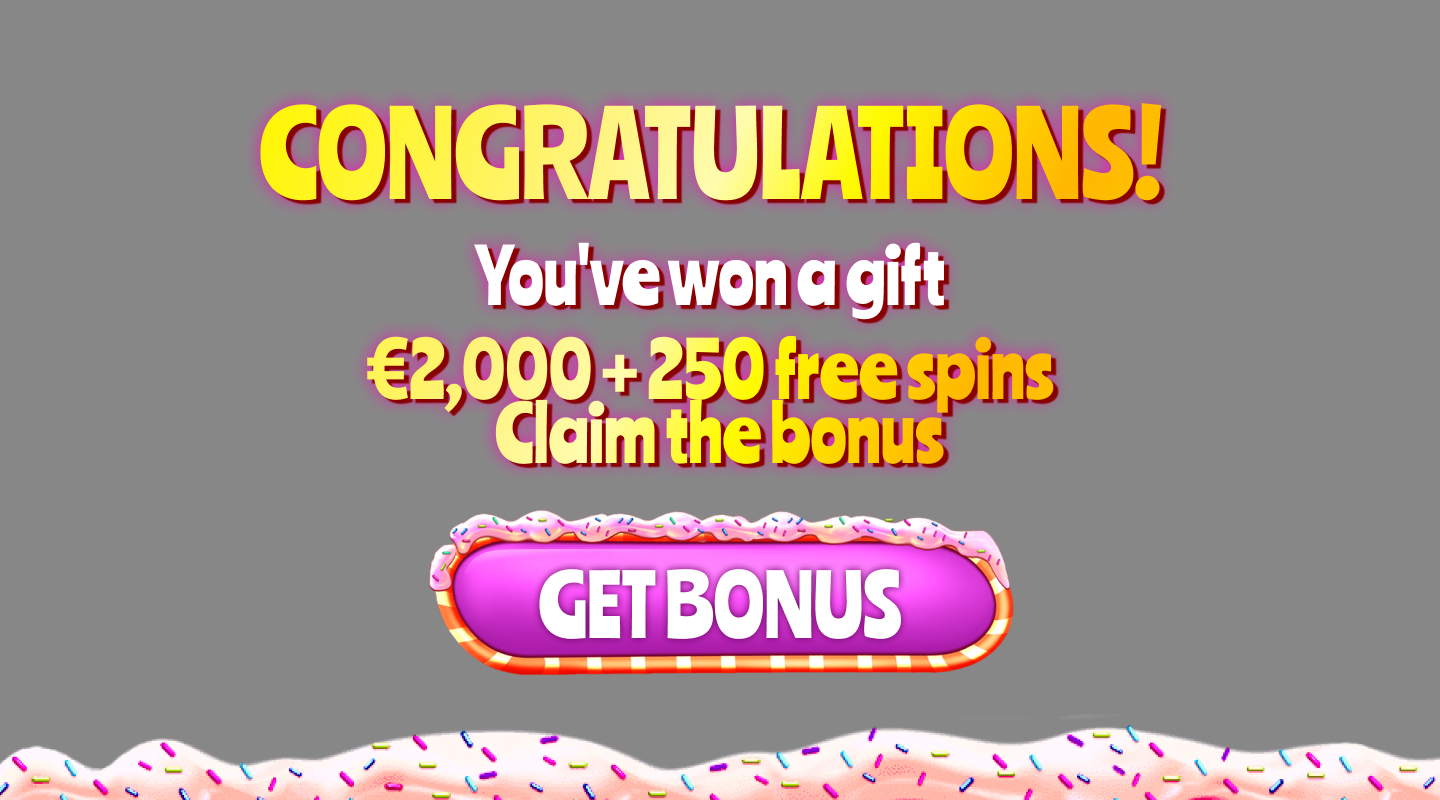 CONGRATULATIONS!
You've won a gift
€2,000 + 250 free spins
Claim the bonus
GET BONUS